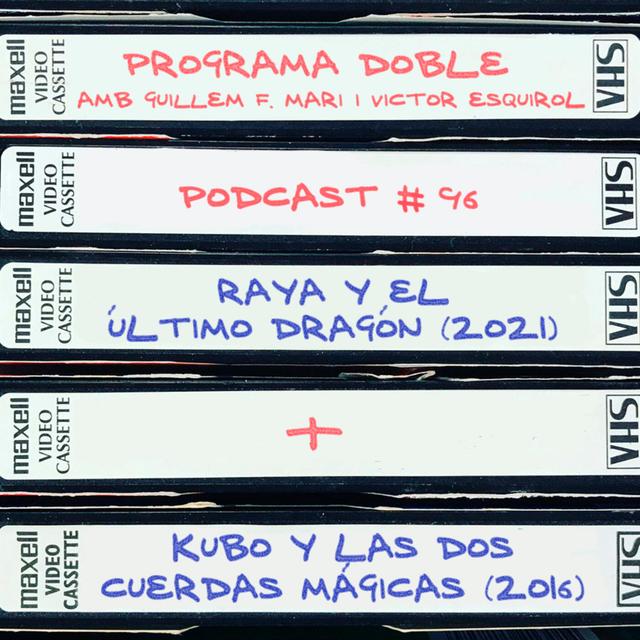 maxell
VIDEO
CASSETTE
PROGRAMA DOBLE
AMB GUILLEM F. MARI I VICTOR ESQUIROL
VHS
maxell
VIDEO
CASSETTE
PODCAST # 96
VHS
maxell
VIDEO
CASSETTE
RAYA Y EL
ÚLTIMO DRAGÓN (2021)
VHS
maxell
VIDEO
CASSETTE
+
VHS
maxell
VIDEO
CASSETTE
KUBO Y LAS DOS
CUERDAS MÁGICAS (2016)
VHS